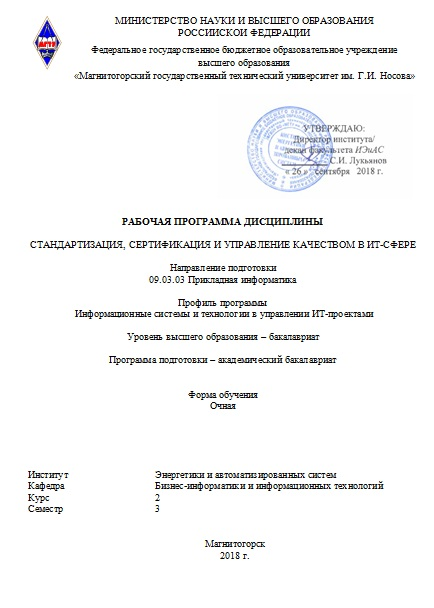 МИНИСТЕРСТВО НАУКИ И ВЫСШЕГО ОБРАЗОВАНИЯ
РОССИЙСКОЙ ФЕДЕРАЦИИ
Федеральное государственное бюджетное образовательное учреждение
высшего образования
«Магнитогорский государственный технический университет им. Г.И. Носова»
УТВЕРЖДАЮ:
Директор института/
декан факультета ИЭиАС
С.И. Лукьянов
« 26 » сентября 2018 г.
РАБОЧАЯ ПРОГРАММА ДИСЦИПЛИНЫ
СТАНДАРТИЗАЦИЯ, СЕРТИФИКАЦИЯ И УПРАВЛЕНИЕ КАЧЕСТВОМ В ИТ-СФЕРЕ
Направление подготовки
09.03.03 Прикладная информатика
Профиль программы
Информационные системы и технологии в управлении ИТ-проектами
Уровень высшего образования – бакалавриат
Программа подготовки – академический бакалавриат
Форма обучения
Очная
Институт Энергетики и автоматизированных систем
Кафедра Бизнес-информатики и информационных технологий
Курс 2
Семестр 3
Магнитогорск
2018 г.